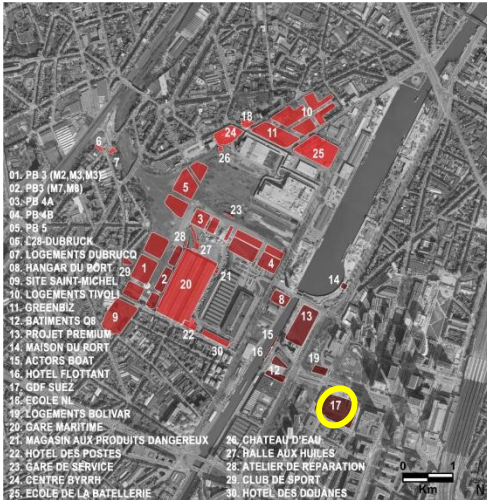 18
10
24
11
26
25
6
7
5
23
3
28
27
4
29
1
2
20
21
14
9
8
13
22
30
15
16
12
19
17
01. PB 3 (M2,M3,M3)
02. PB3 (M7,M8)
03. PB 4A
04. PB 4B
05. PB 5
06. L28-DUBRUCK
07. LOGEMENTS DUBRUCQ
08. HANGAR DU PORT
09. SITE SAINT-MICHEL
10. LOGEMENTS TIVOLI
11. GREENBIZ
12. BATIMENTS Q8
13. PROJET PREMIUM
14. MAISON DU PORT
15. ACTORS BOAT
16. HOTEL FLOTTANT
17. GDF SUEZ
18. ECOLE NL
19. LOGEMENTS BOLIVAR
20. GARE MARITIME
21. MAGASIN AUX PRODUITS DANGEREUX
22. HOTEL DES POSTES
23. GARE DE SERVICE
24. CENTRE BYRRH
25. ECOLE DE LA BATELLERIE
26. CHATEAU D'EAU
27. HALLE AUX HUILES
28. ATELIER DE REPARATION
29. CLUB DE SPORT
30. HOTEL DES DOUANES
0 1
Km N